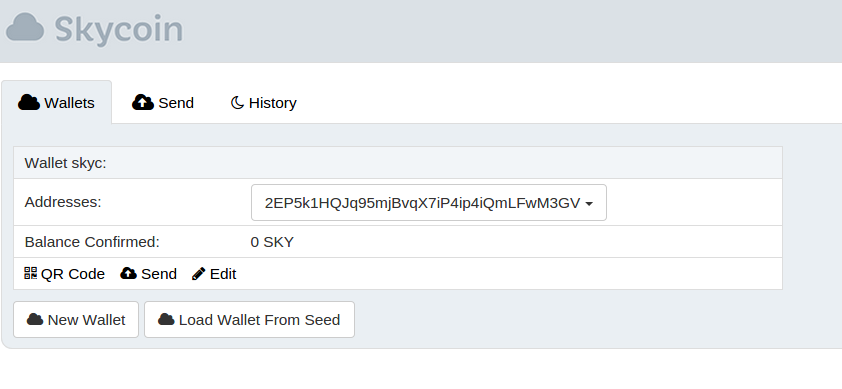 Skycoin
Wallets Send History
Wallet skyc:
Addresses: 2EP5k1HQJq95mjBvqX7iP4ip4iQmLFwM3GV
Balance Confirmed: 0 SKY
QR Code Send Edit
New Wallet Load Wallet From Seed